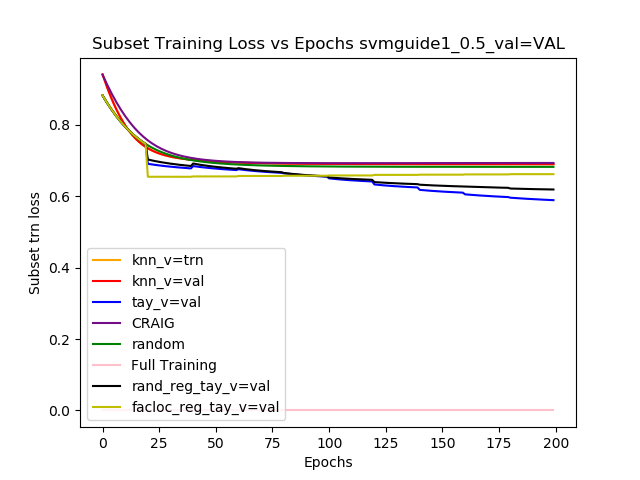 Subset Training Loss vs Epochs svmguide1_0.5_val=VAL
Subset trn loss
0.8
0.6
0.4
0.2
0.0
knn_v=trn
knn_v=val
tay_v=val
CRAIG
random
Full Training
rand_reg_tay_v=val
facloc_reg_tay_v=val
0 25 50 75 100 125 150 175 200
Epochs